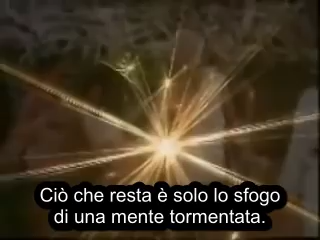 Ciò che resta è solo lo sfogo
di una mente tormentata.